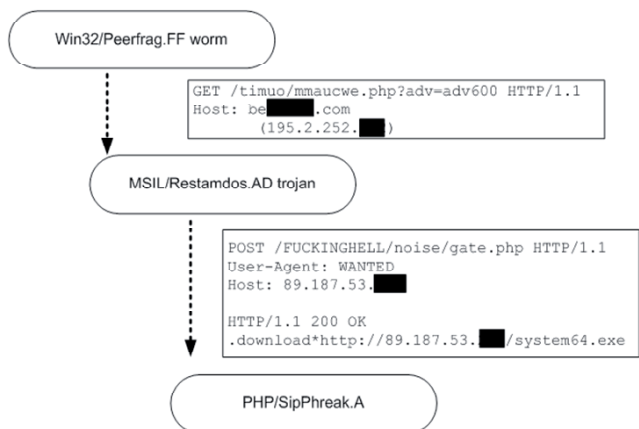 Win32/Peerfrag.FF worm
GET /timuo/mmaucwe.php?adv=adv600 HTTP/1.1
Host: be .com
(195.2.252. )
MSIL/Restamdos.AD trojan
POST /FUCKINGHELL/noise/gate.php HTTP/1.1
User-Agent: WANTED
Host: 89.187.53.
HTTP/1.1 200 OK
.download*http://89.187.53. /system64.exe
PHP/SipPhreak.A